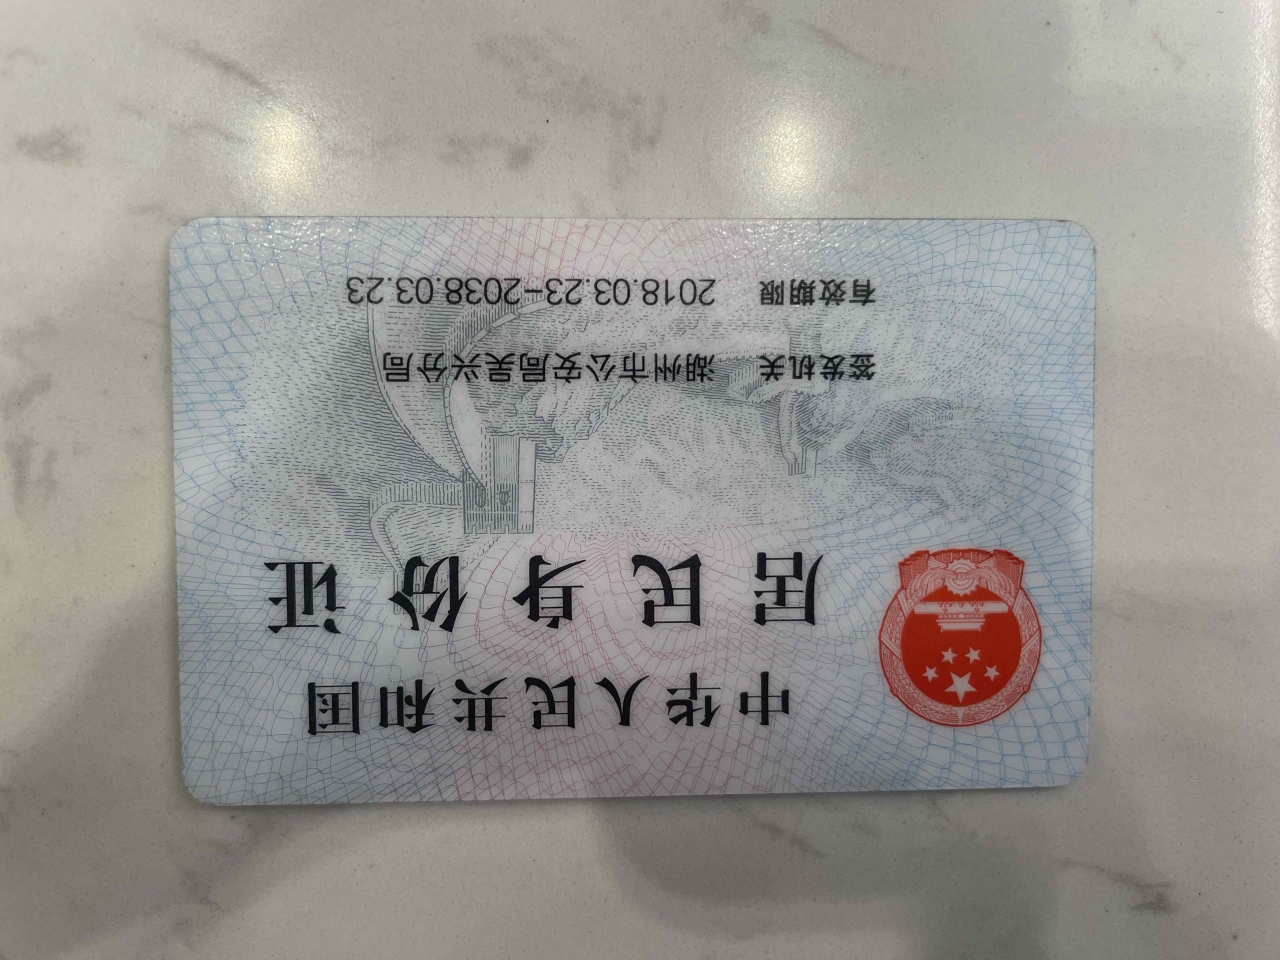 中华人民共和国
居民身份证
签发机关 湖州市公安局吴兴分局
有效期限 2018.03.23-2038.03.23